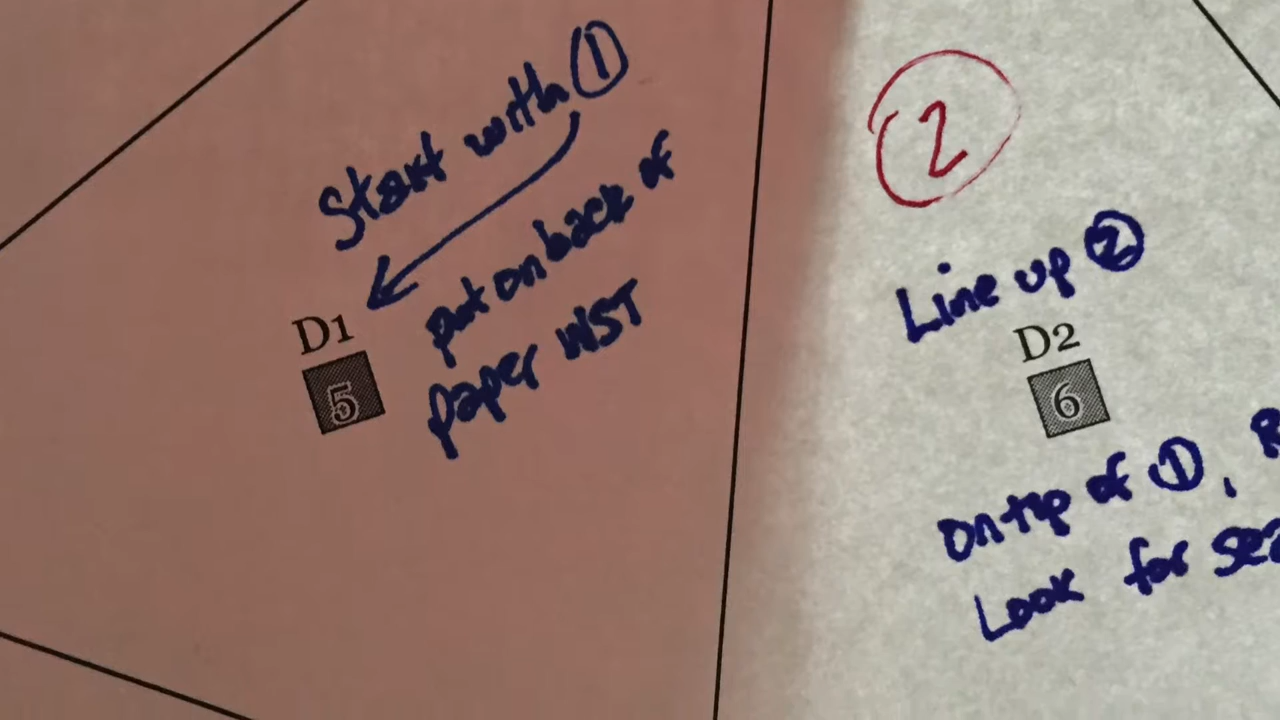 Start with ①
put on back of
paper WST
D1
5
②
Line up ②
D2
6
on top of ①,
Look for